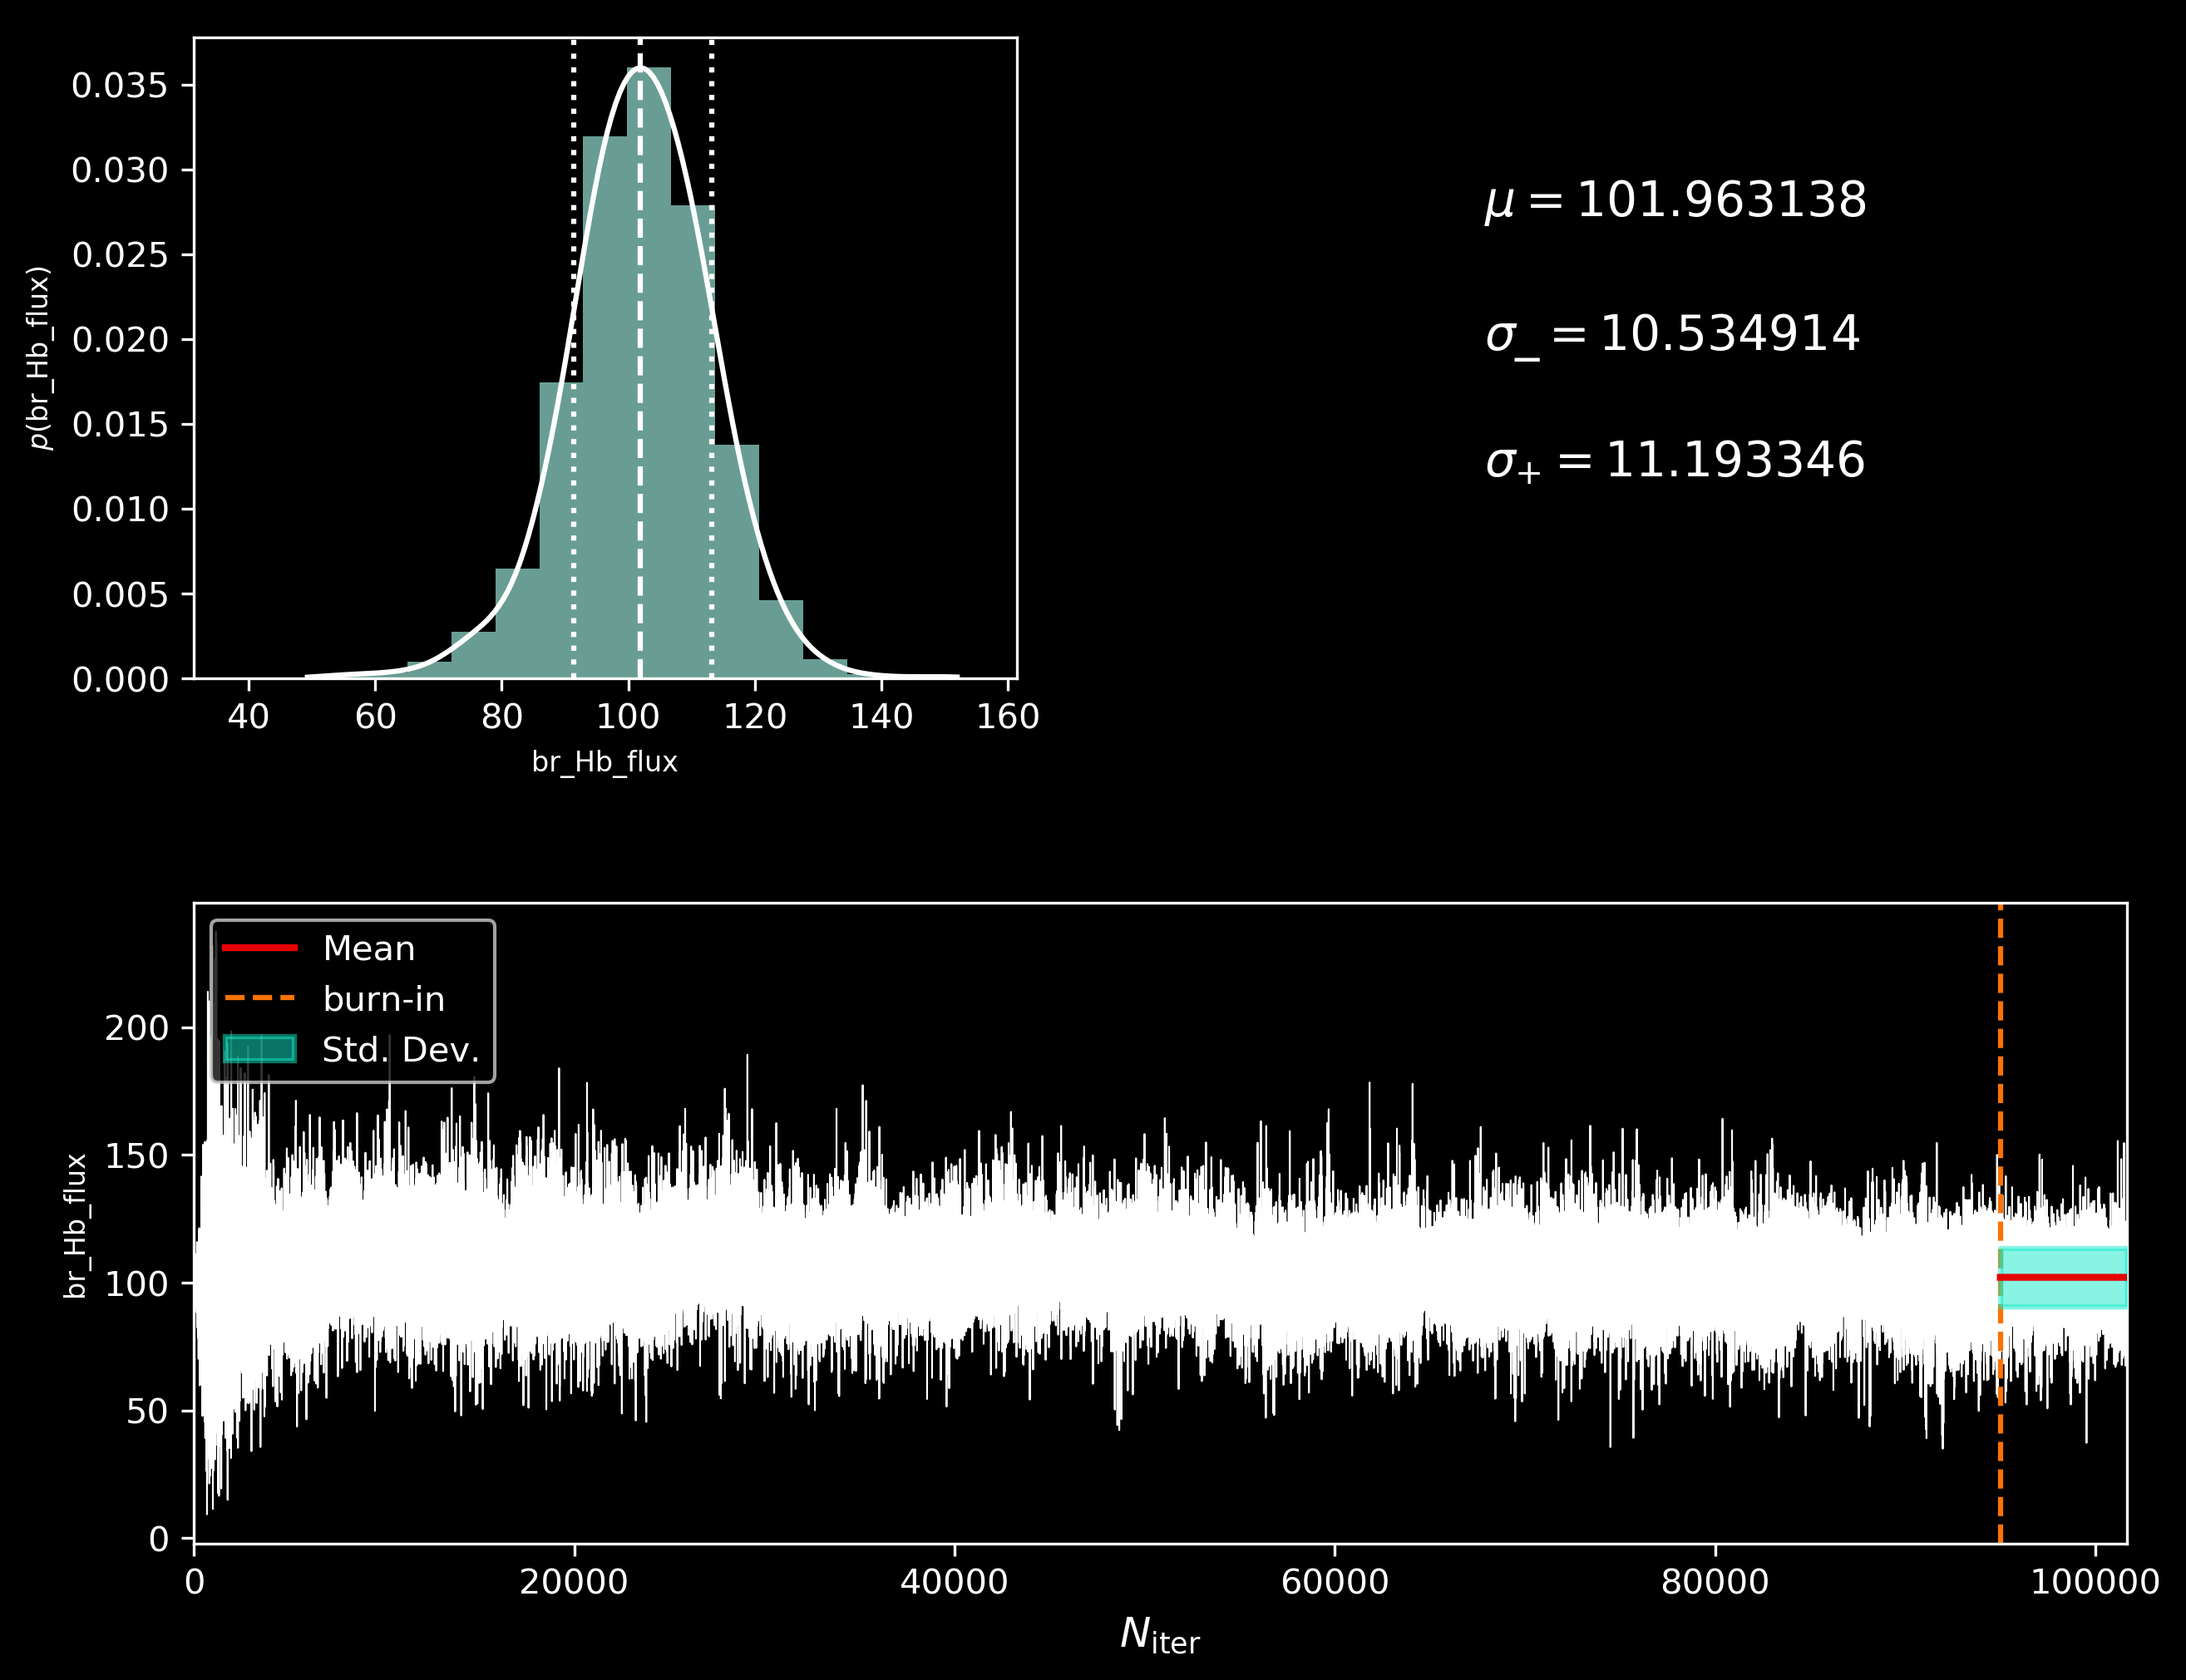 0.035
0.030
0.025
0.020
0.015
0.010
0.005
0.000
p(br_Hb_flux)
40 60 80 100 120 140 160
br_Hb_flux
μ = 101.963138
σ_ = 10.534914
σ₊ = 11.193346
Mean
burn-in
Std. Dev.
200
150
100
50
0
br_Hb_flux
0 20000 40000 60000 80000 100000
N_iter